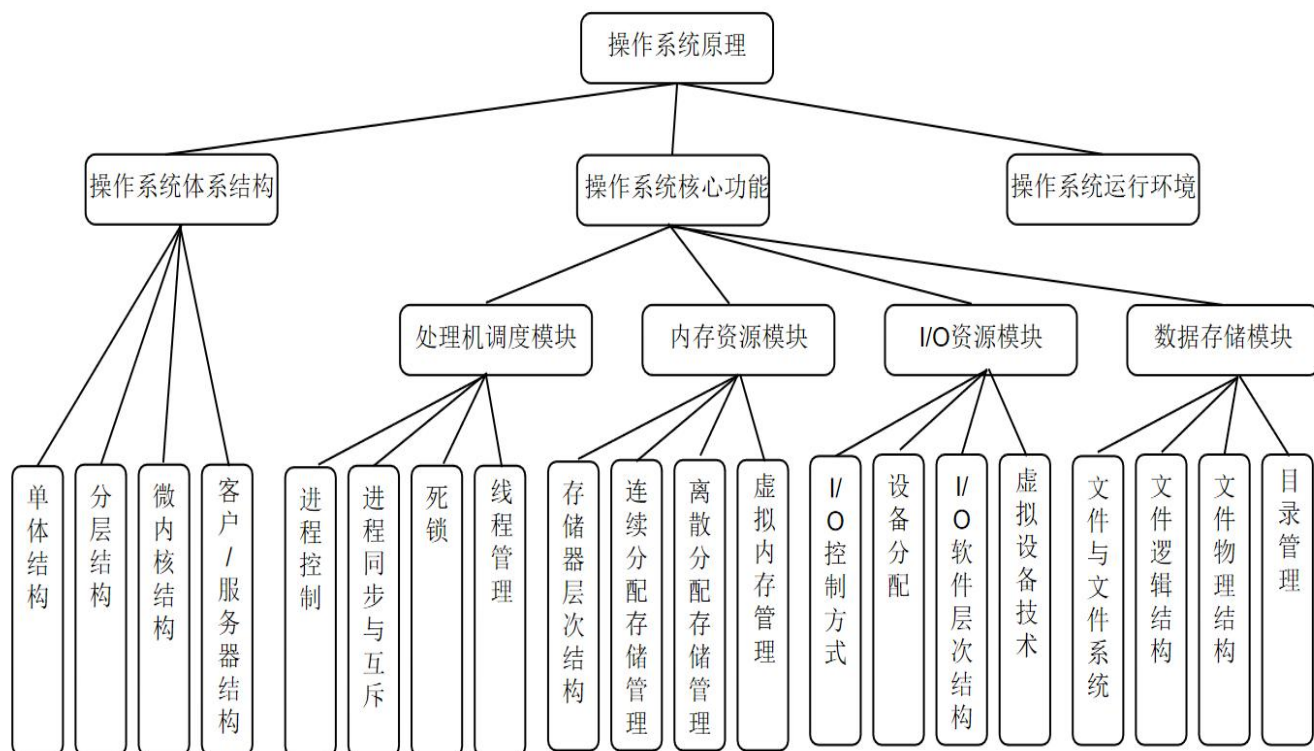 操作系统原理
操作系统体系结构
操作系统核心功能
操作系统运行环境
处理机调度模块
内存资源模块
I/O资源模块
数据存储模块
单体结构
分层结构
微内核结构
客户/服务器结构
进程控制
进程同步与互斥
死锁
线程管理
存储器层次结构
连续分配存储管理
离散分配存储管理
虚拟内存管理
I/O控制方式
设备分配
I/O软件层次结构
虚拟设备技术
文件与文件系统
文件逻辑结构
文件物理结构
目录管理